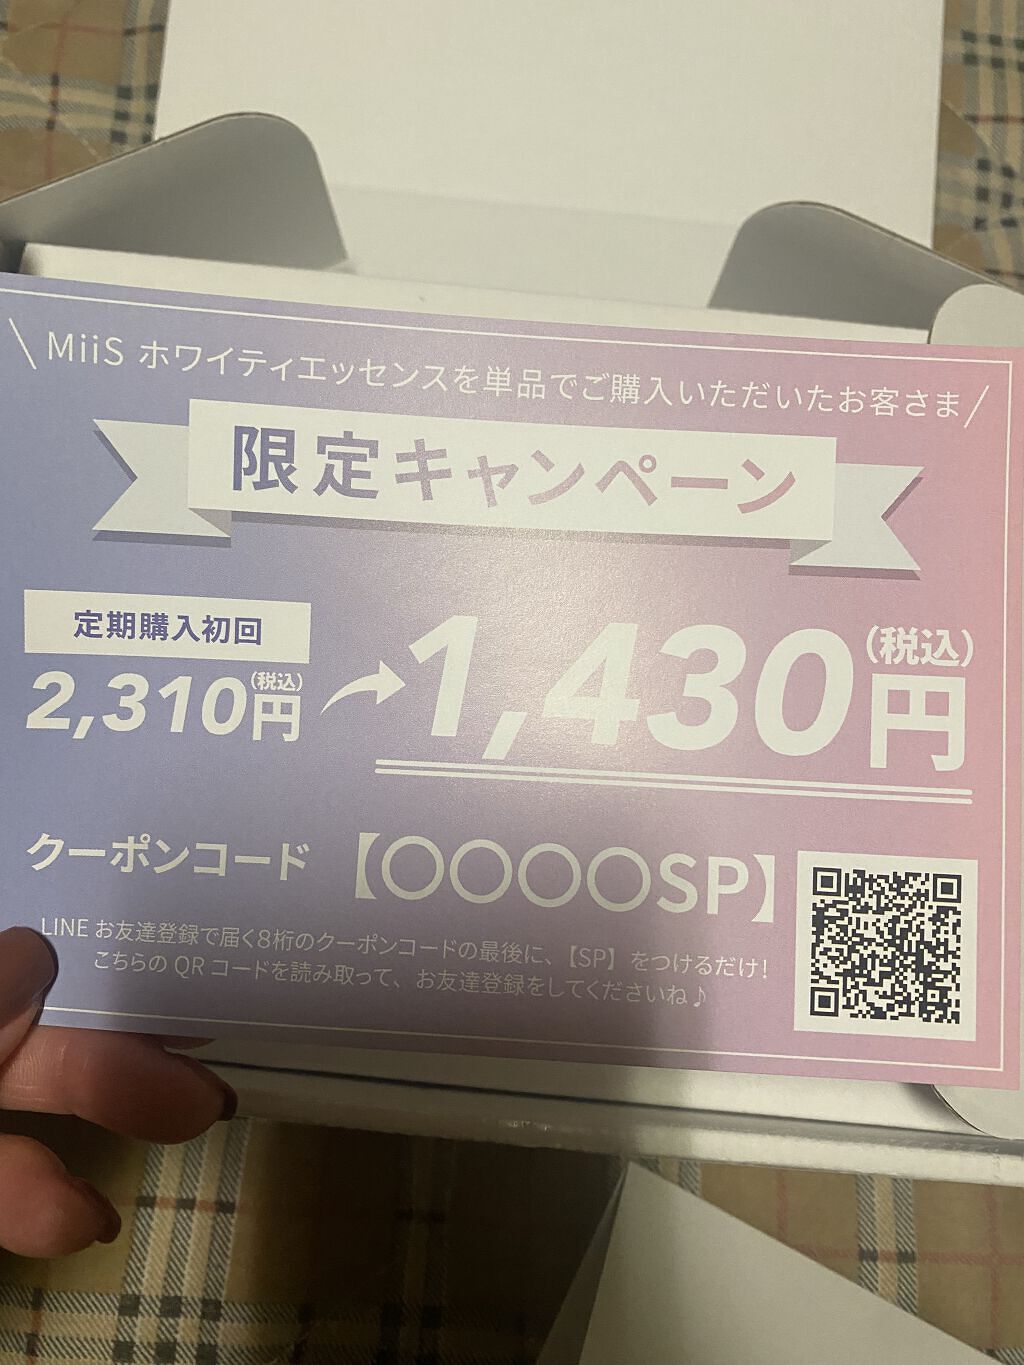 \ MiiS ホワイティエッセンスを単品でご購入いただいたお客さま /
限定キャンペーン
定期購入初回
2,310円(税込)
1,430円(税込)
クーポンコード【〇〇〇〇SP】
LINE お友達登録で届く8桁のクーポンコードの最後に、【SP】をつけるだけ!
こちらの QR コードを読み取って、お友達登録をしてくださいね♪